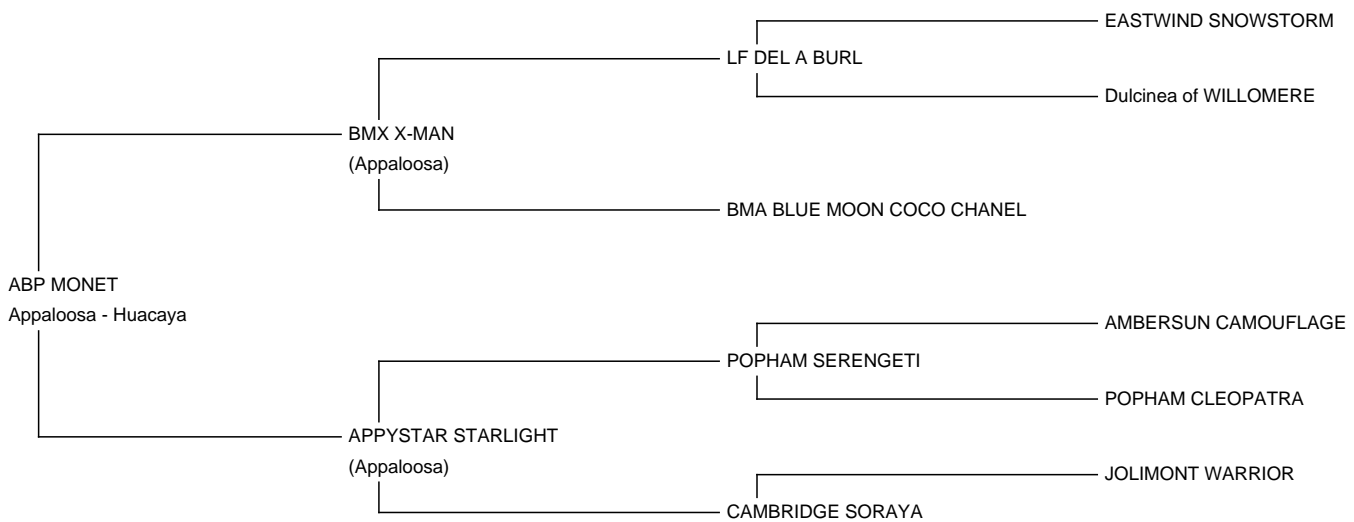 EASTWIND SNOWSTORM
LF DEL A BURL
Dulcinea of WILLOMERE
BMX X-MAN
(Appaloosa)
BMA BLUE MOON COCO CHANEL
ABP MONET
Appaloosa - Huacaya
AMBERSUN CAMOUFLAGE
POPHAM SERENGETI
POPHAM CLEOPATRA
APPYSTAR STARLIGHT
(Appaloosa)
JOLIMONT WARRIOR
CAMBRIDGE SORAYA